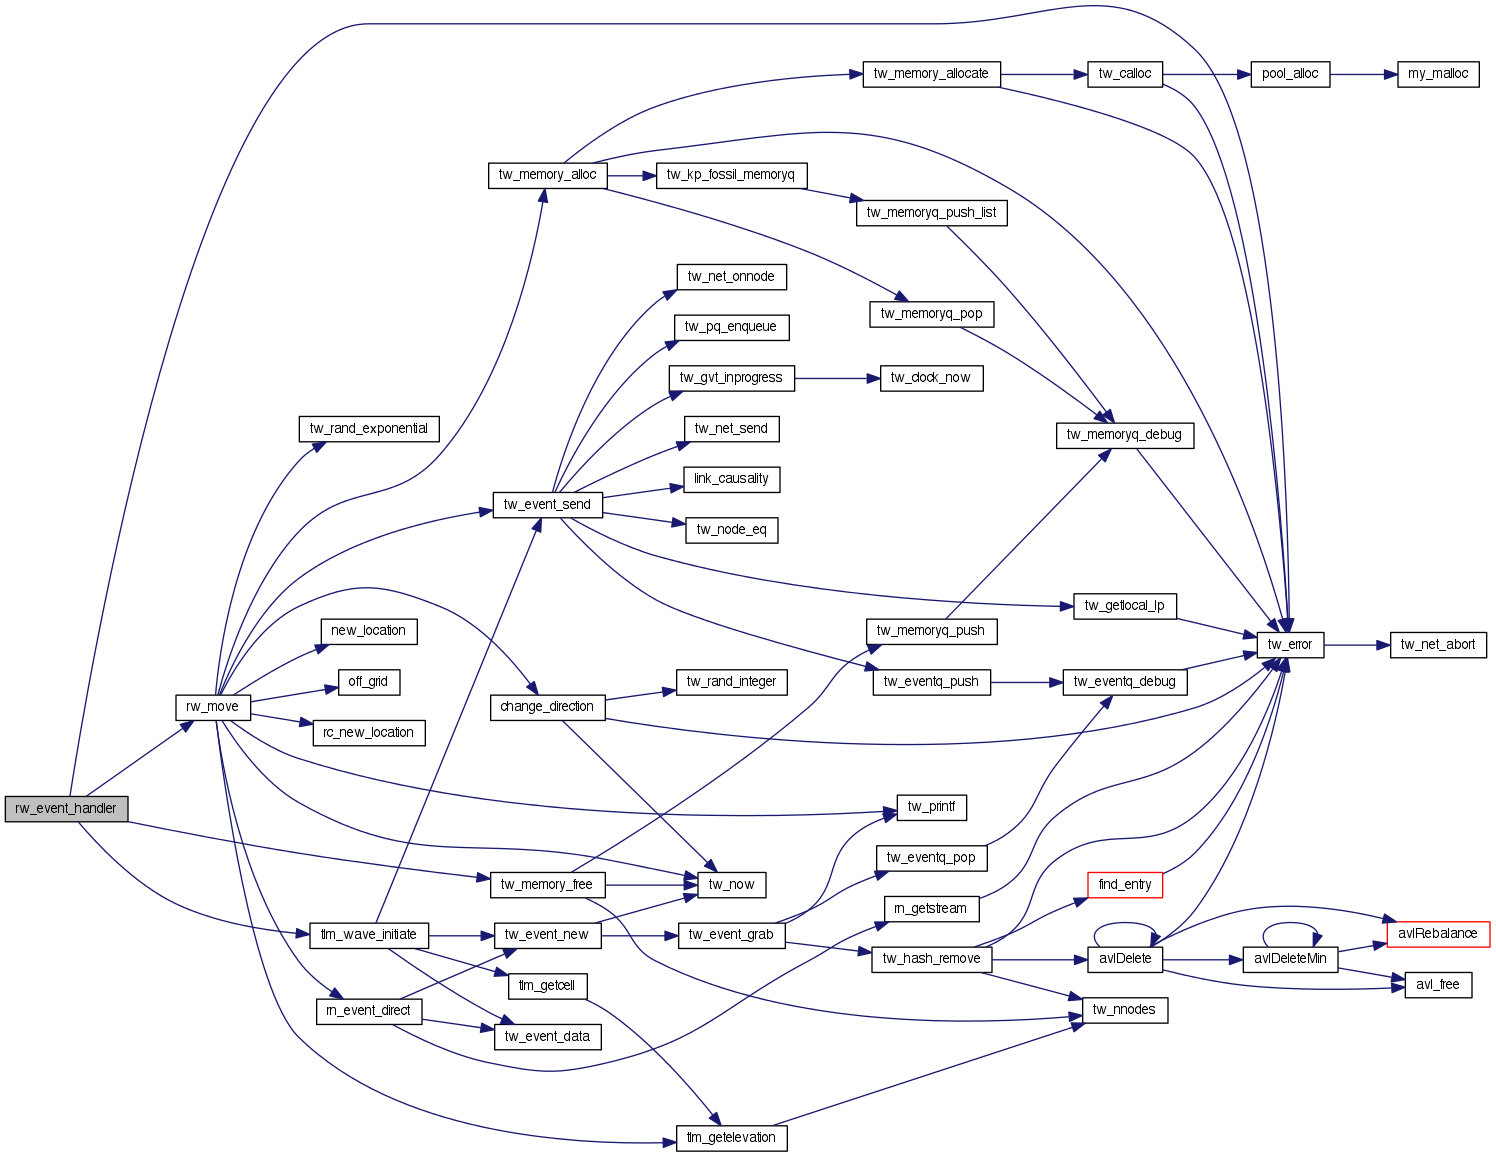 tw_memory_allocate
tw_calloc
pool_alloc
my_malloc
tw_memory_alloc
tw_kp_fossil_memoryq
tw_memoryq_push_list
tw_net_onnode
tw_memoryq_pop
tw_pq_enqueue
tw_gvt_inprogress
tw_clock_now
tw_rand_exponential
tw_net_send
tw_memoryq_debug
link_causality
tw_event_send
tw_node_eq
tw_getlocal_lp
new_location
tw_memoryq_push
tw_error
tw_net_abort
off_grid
tw_rand_integer
tw_eventq_push
tw_eventq_debug
rw_move
change_direction
rc_new_location
rw_event_handler
tw_printf
tw_eventq_pop
tw_memory_free
tw_now
find_entry
rn_getstream
tlm_wave_initiate
tw_event_new
tw_event_grab
avlRebalance
tw_hash_remove
avlDelete
avlDeleteMin
tlm_getcell
avl_free
rn_event_direct
tw_nnodes
tw_event_data
tlm_getelevation